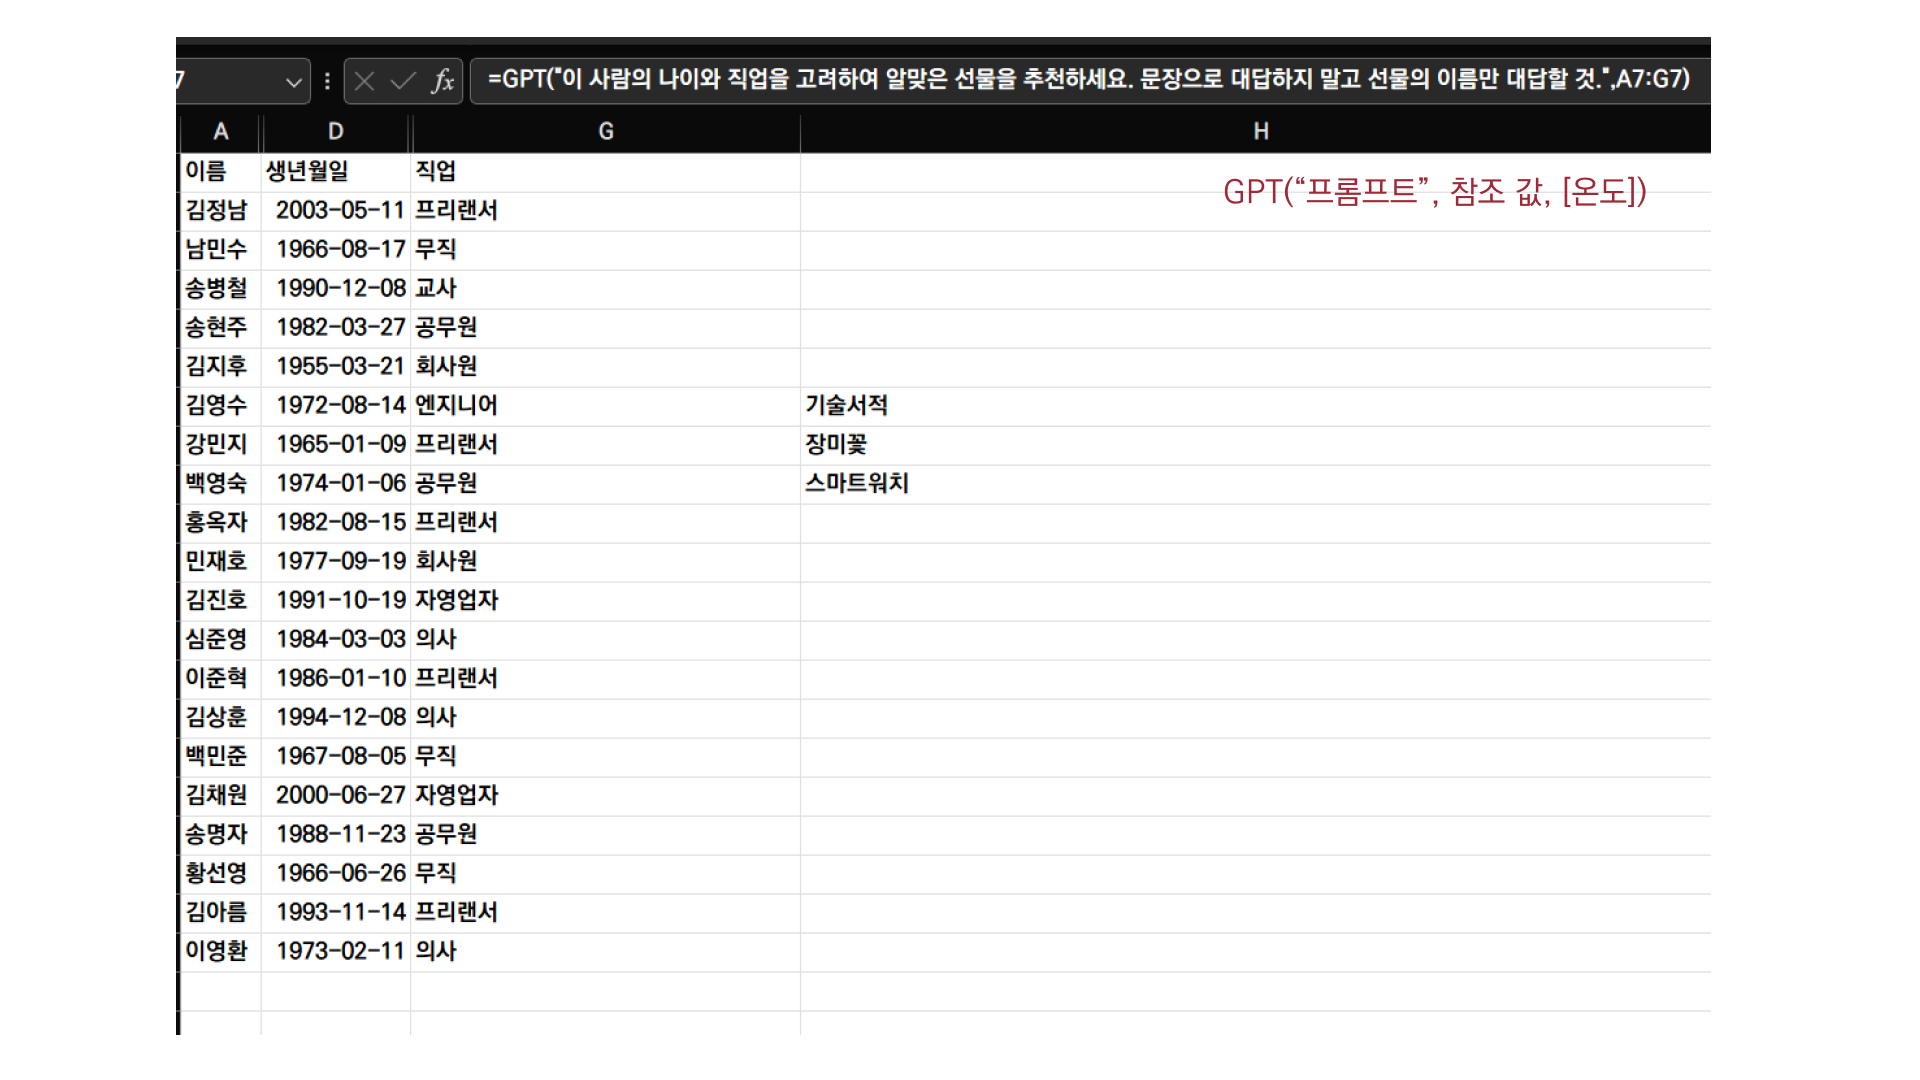 7 fx =GPT("이 사람의 나이와 직업을 고려하여 알맞은 선물을 추천하세요. 문장으로 대답하지 말고 선물의 이름만 대답할 것.",A7:G7)
A D G H
이름 생년월일 직업
GPT(“프롬프트”, 참조 값, [온도])
김정남 2003-05-11 프리랜서
남민수 1966-08-17 무직
송병철 1990-12-08 교사
송현주 1982-03-27 공무원
김지후 1955-03-21 회사원
김영수 1972-08-14 엔지니어 기술서적
강민지 1965-01-09 프리랜서 장미꽃
백영숙 1974-01-06 공무원 스마트워치
홍옥자 1982-08-15 프리랜서
민재호 1977-09-19 회사원
김진호 1991-10-19 자영업자
심준영 1984-03-03 의사
이준혁 1986-01-10 프리랜서
김상훈 1994-12-08 의사
백민준 1967-08-05 무직
김채원 2000-06-27 자영업자
송명자 1988-11-23 공무원
황선영 1966-06-26 무직
김아름 1993-11-14 프리랜서
이영환 1973-02-11 의사